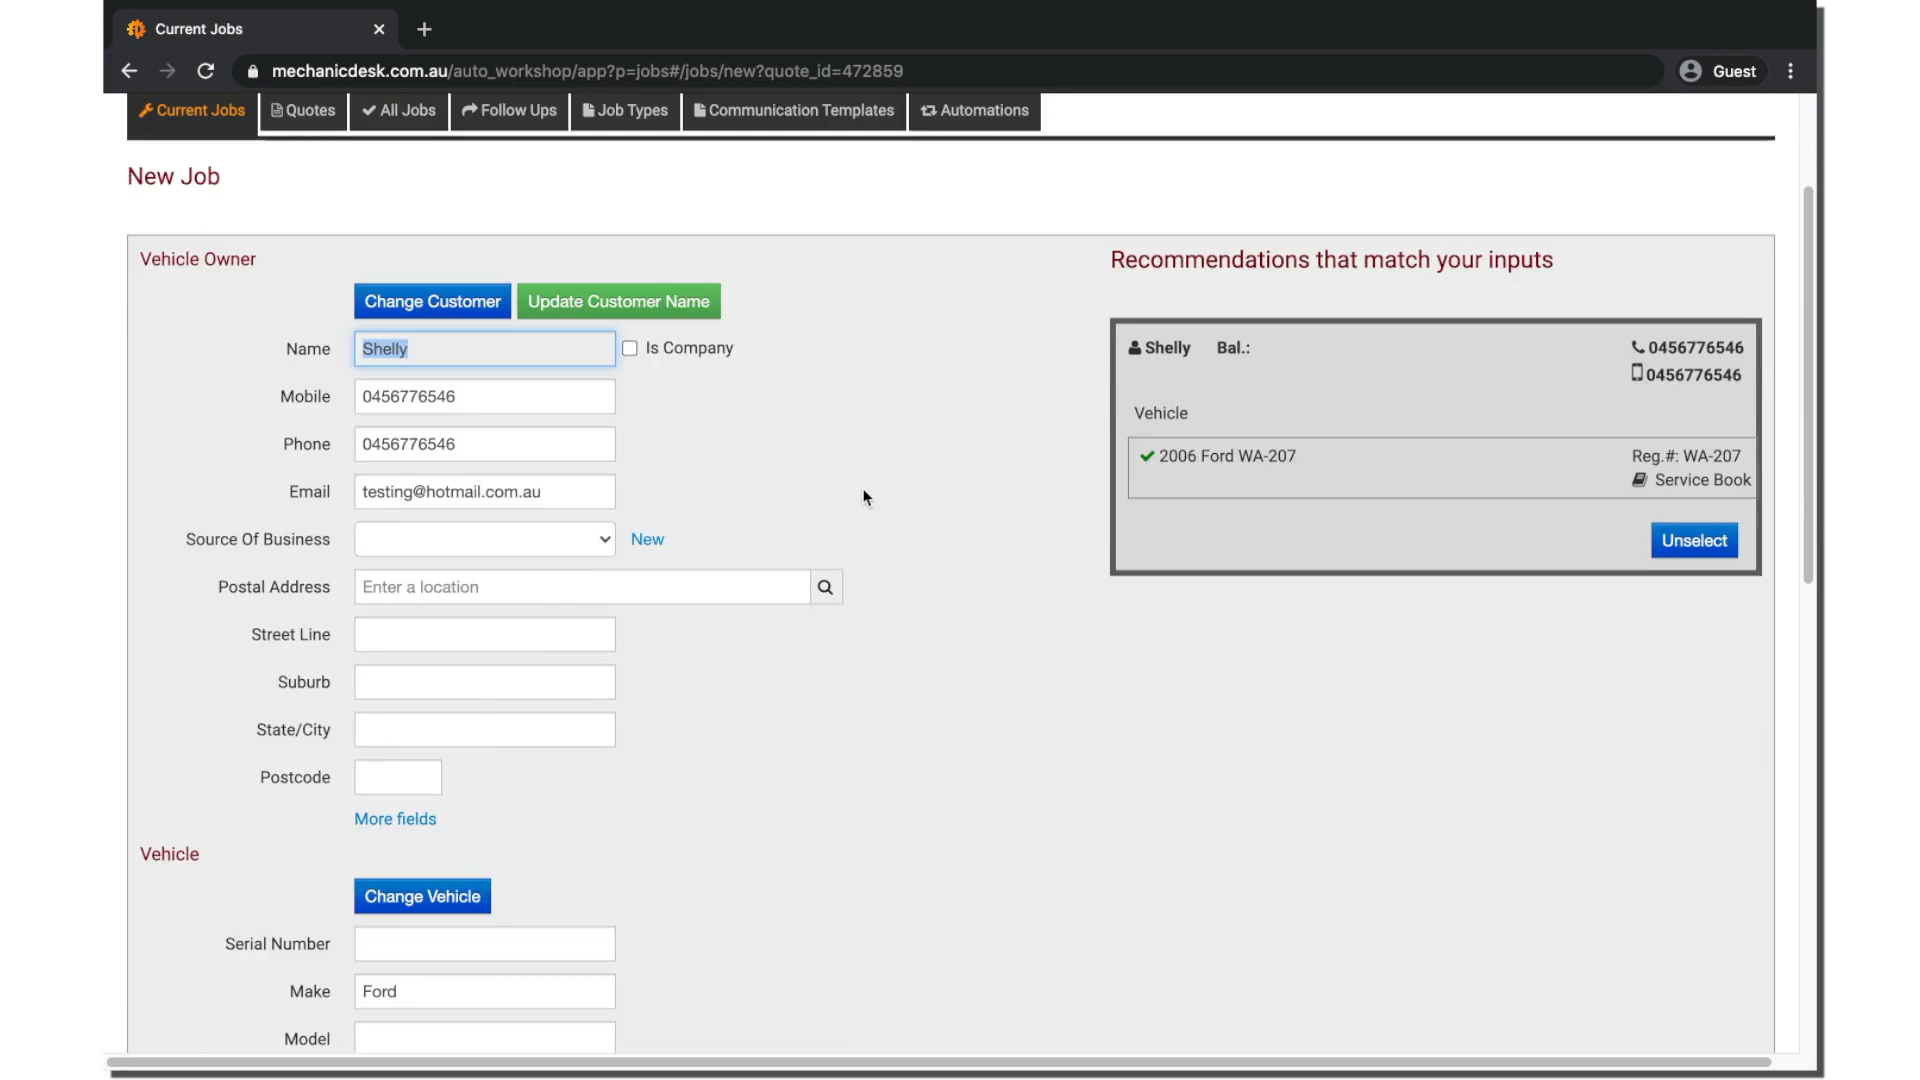 Current Jobs
mechanicdesk.com.au/auto_workshop/app?p=jobs#/jobs/new?quote_id=472859
Guest
Current Jobs Quotes All Jobs Follow Ups Job Types Communication Templates Automations
New Job
Vehicle Owner
Change Customer Update Customer Name
Name Shelly Is Company
Mobile 0456776546
Phone 0456776546
Email testing@hotmail.com.au
Source Of Business New
Postal Address Enter a location
Street Line
Suburb
State/City
Postcode
More fields
Vehicle
Change Vehicle
Serial Number
Make Ford
Model
Recommendations that match your inputs
Shelly Bal.: 0456776546
0456776546
Vehicle
2006 Ford WA-207 Reg.#: WA-207
Service Book
Unselect